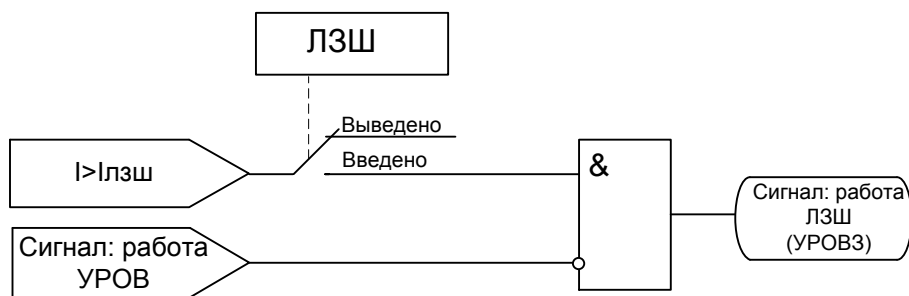 ЛЗШ
Выведено
Введено
I>Iлзш
&
Сигнал: работа
УРОВ
Сигнал: работа
ЛЗШ
(УРОВЗ)